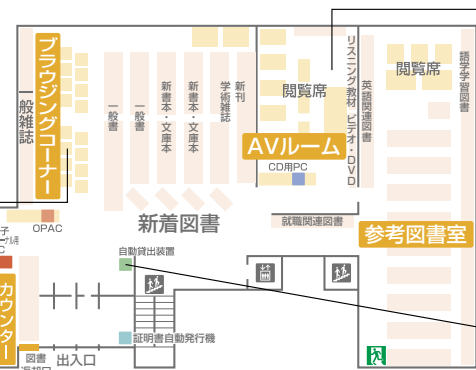 ブラウジングコーナー
一般雑誌
一般書
一般書
新書本・文庫本
新書本・文庫本
学術雑誌
新刊
閲覧席
AVルーム
CD用PC
リスニング教材 ビデオ・DVD
英語関連図書
閲覧席
語学学習図書
新着図書
就職関連図書
参考図書室
OPAC
自動貸出装置
カウンター
証明書自動発行機
図書
出入口